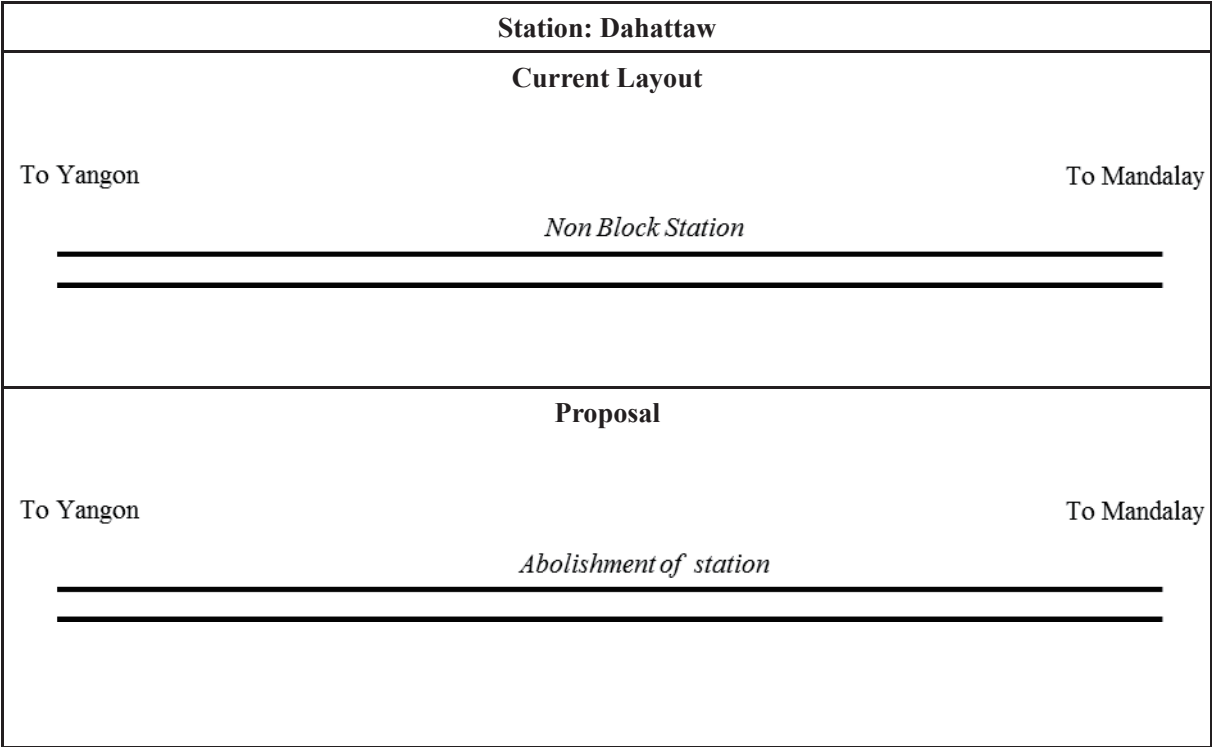 Station: Dahattaw
Current Layout
To Yangon
To Mandalay
Non Block Station
Proposal
To Yangon
To Mandalay
Abolishment of station